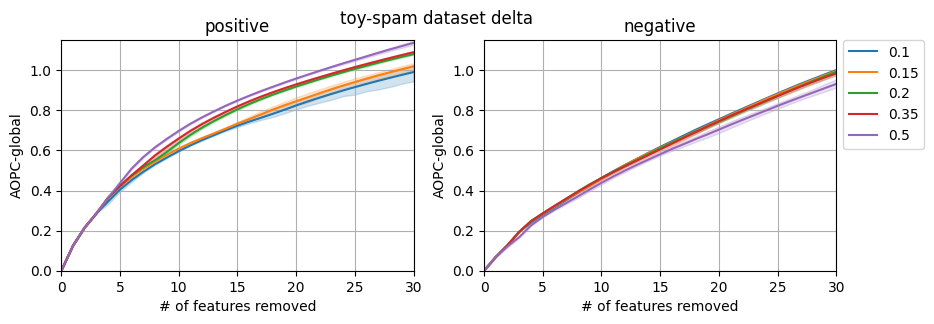 toy-spam dataset delta
positive
AOPC-global
1.0
0.8
0.6
0.4
0.2
0.0
0 5 10 15 20 25 30
# of features removed
negative
AOPC-global
1.0
0.8
0.6
0.4
0.2
0.0
0 5 10 15 20 25 30
# of features removed
0.1
0.15
0.2
0.35
0.5